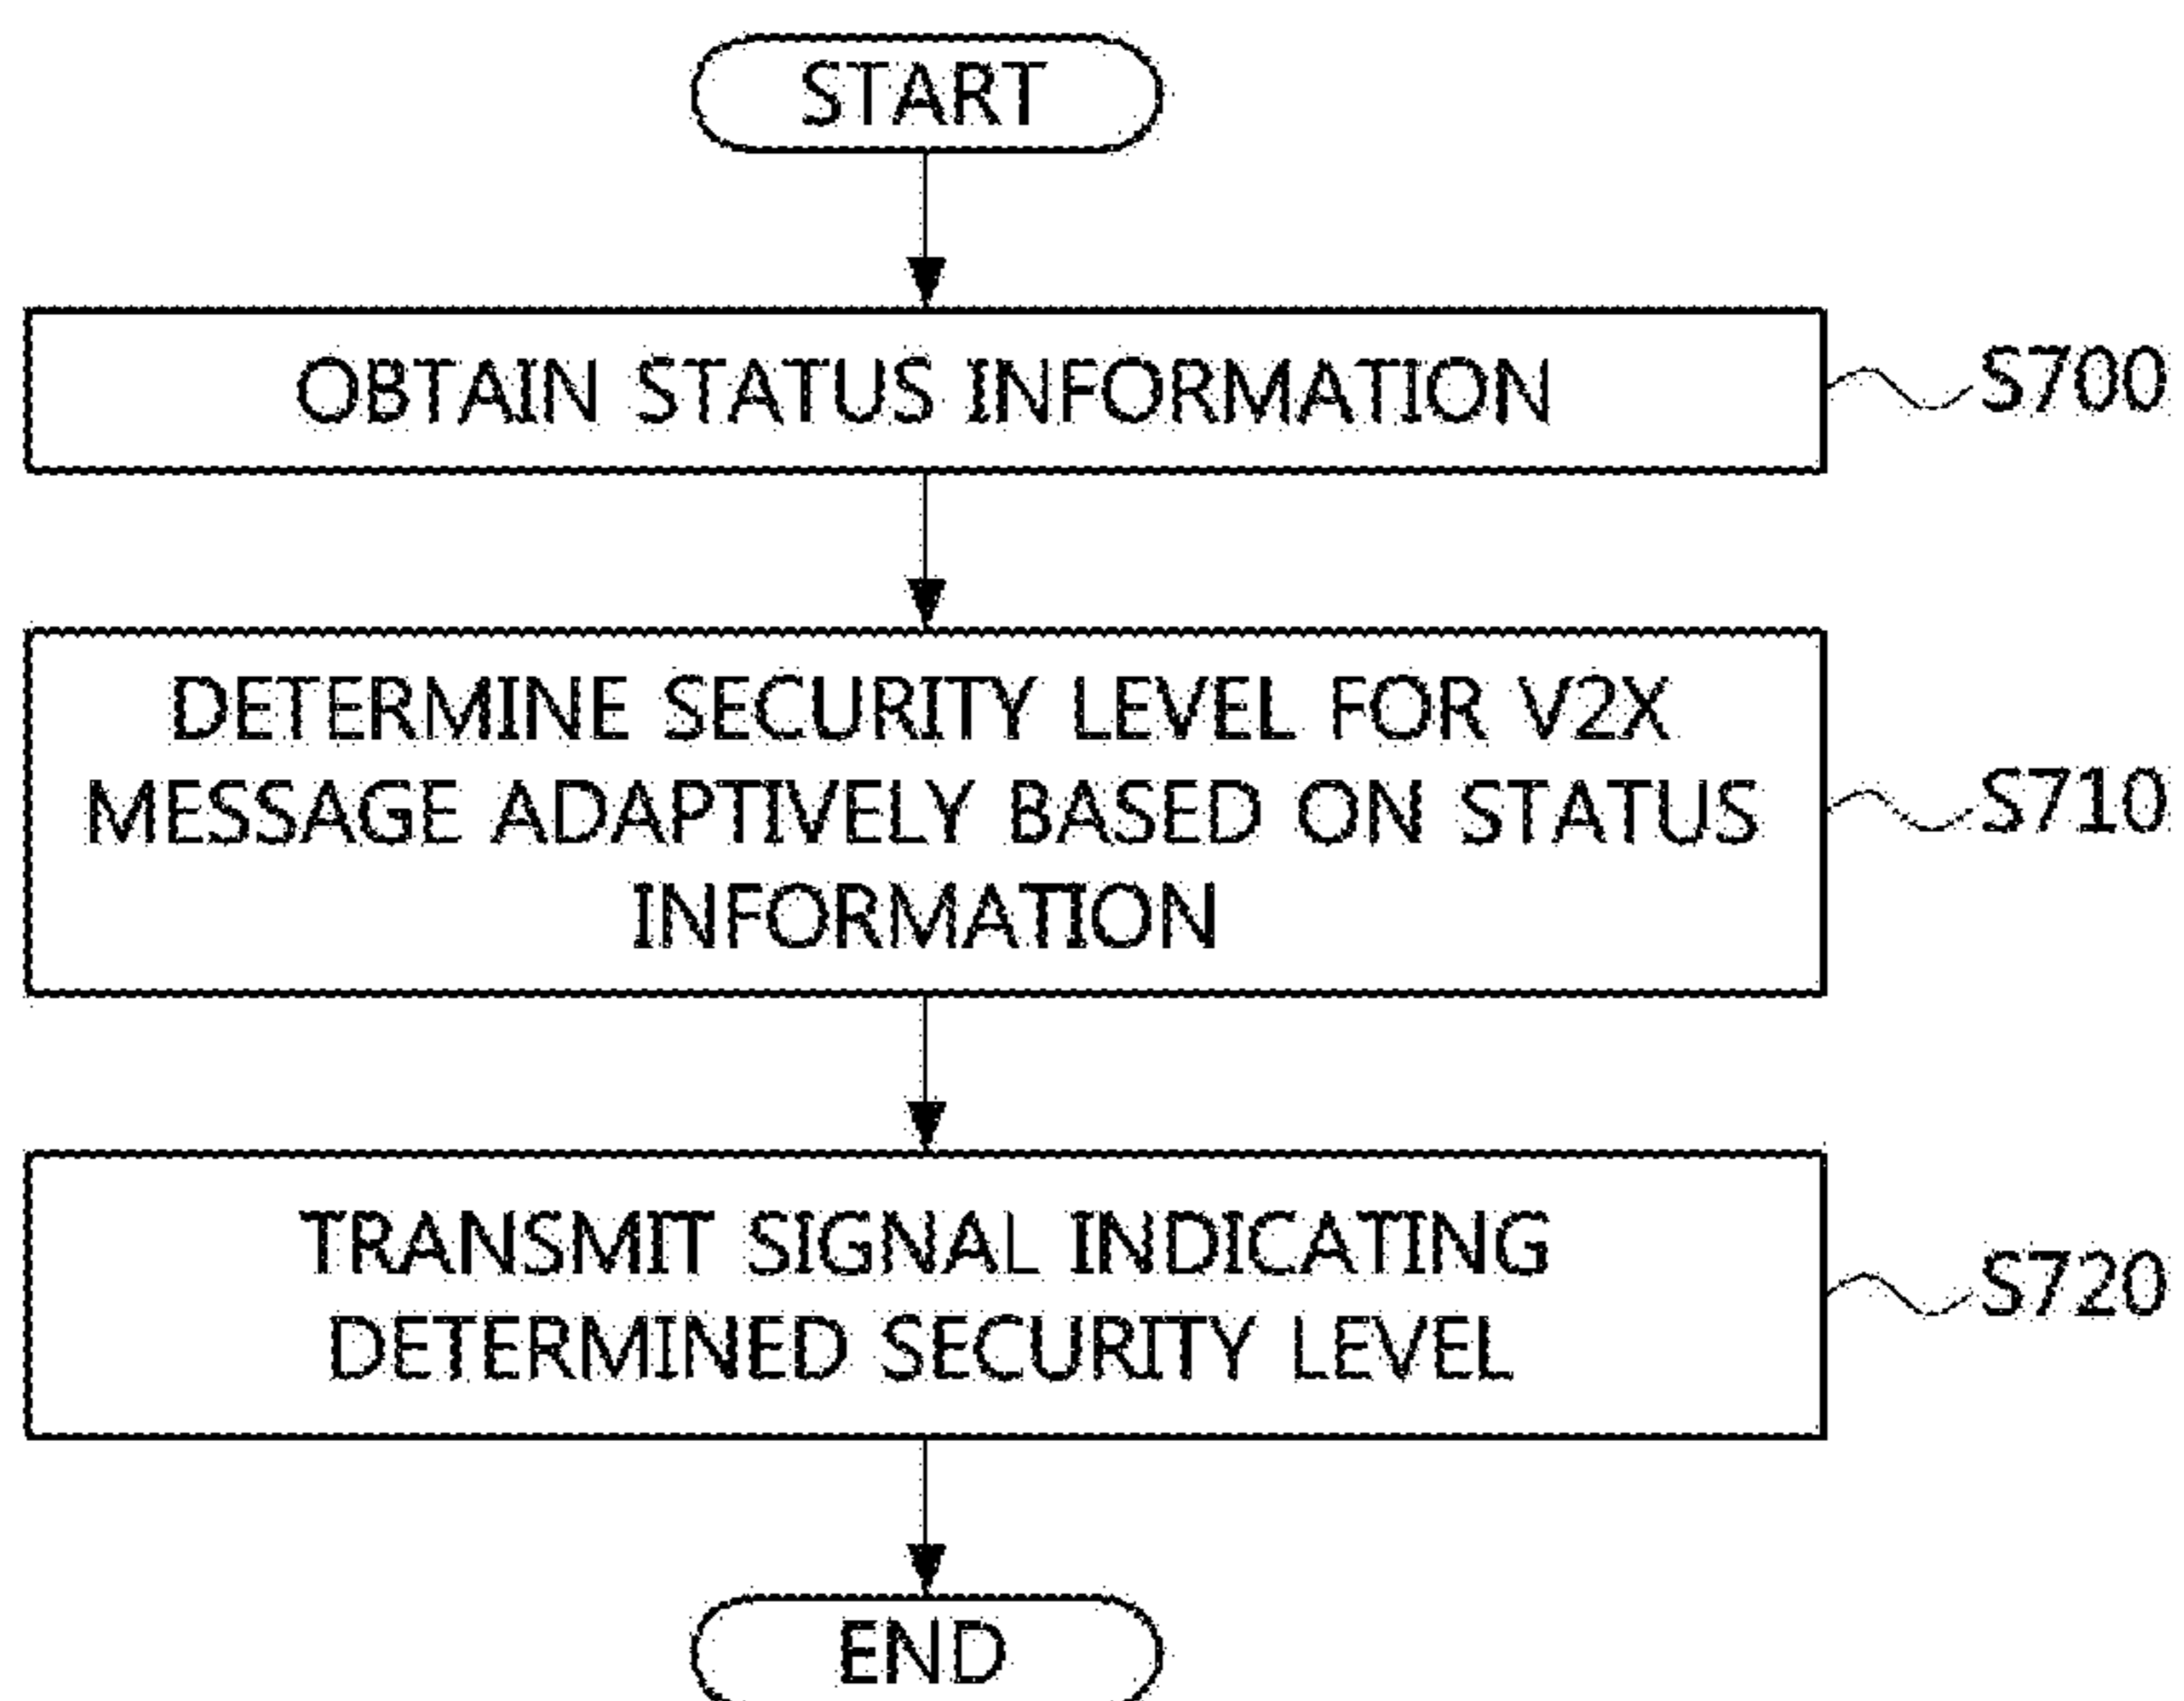 START
OBTAIN STATUS INFORMATION
S700
DETERMINE SECURITY LEVEL FOR V2X
MESSAGE ADAPTIVELY BASED ON STATUS
INFORMATION
S710
TRANSMIT SIGNAL INDICATING
DETERMINED SECURITY LEVEL
S720
END